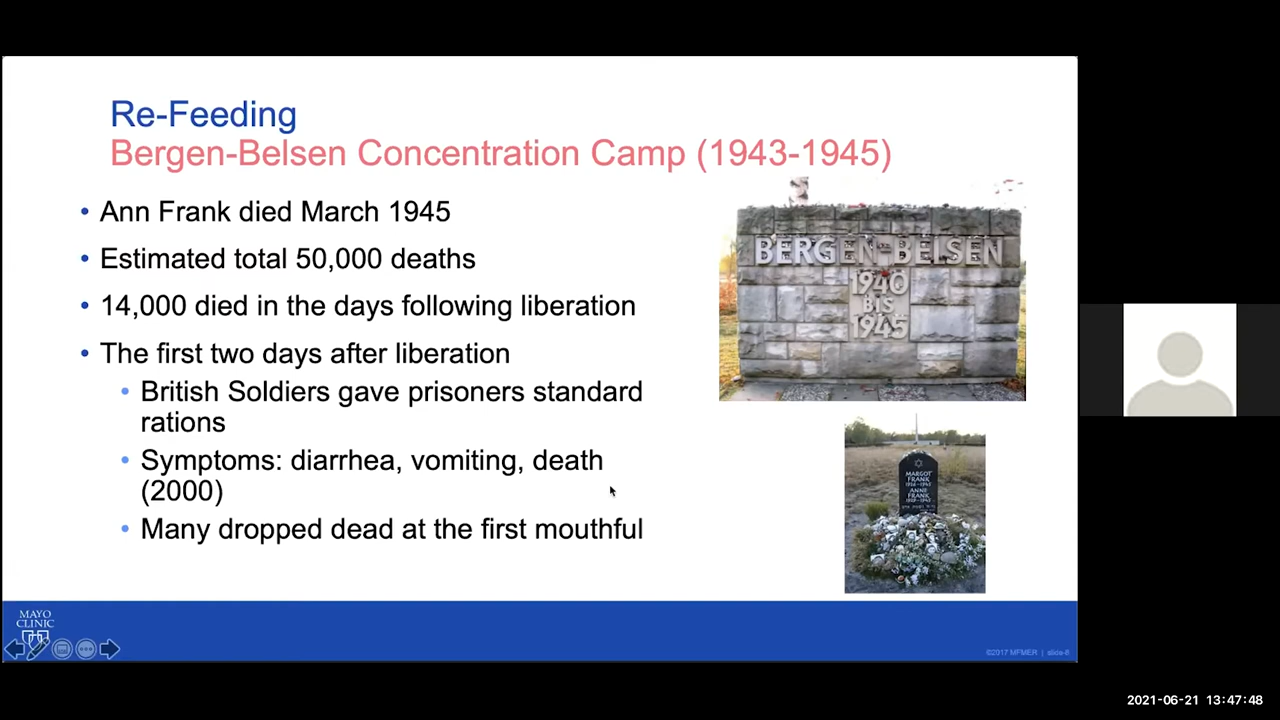 Re-Feeding
Bergen-Belsen Concentration Camp (1943-1945)
• Ann Frank died March 1945
• Estimated total 50,000 deaths
• 14,000 died in the days following liberation
• The first two days after liberation
• British Soldiers gave prisoners standard
rations
• Symptoms: diarrhea, vomiting, death
(2000)
• Many dropped dead at the first mouthful
BERGEN-BELSEN
1940
BIS
1945
MARGOT
FRANK
ANNE
FRANK
MAYO
CLINIC
©2017 MFMER | slide-8
2021-06-21 13:47:48